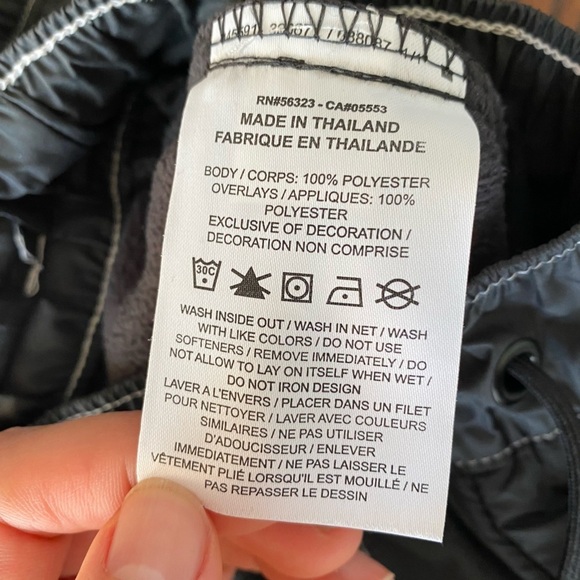 RN#56323 - CA#05553
MADE IN THAILAND
FABRIQUE EN THAILANDE
BODY / CORPS: 100% POLYESTER
OVERLAYS / APPLIQUES: 100%
POLYESTER
EXCLUSIVE OF DECORATION /
DECORATION NON COMPRISE
30C
WASH INSIDE OUT / WASH IN NET / WASH
WITH LIKE COLORS / DO NOT USE
SOFTENERS / REMOVE IMMEDIATELY / DO
NOT ALLOW TO LAY ON ITSELF WHEN WET /
DO NOT IRON DESIGN
LAVER A L'ENVERS / PLACER DANS UN FILET
POUR NETTOYER / LAVER AVEC COULEURS
SIMILAIRES / NE PAS UTILISER
D'ADOUCISSEUR / ENLEVER
IMMEDIATEMENT / NE PAS LAISSER LE
VÊTEMENT PLIÉ LORSQU'IL EST MOUILLÉ / NE
PAS REPASSER LE DESSIN